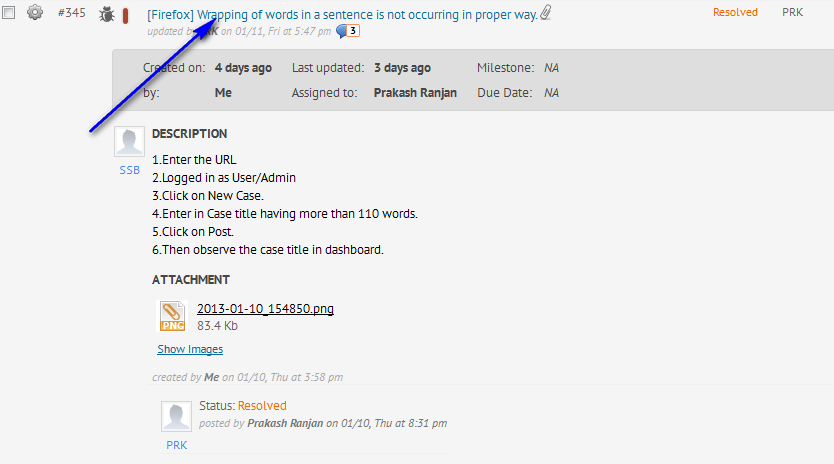 #345 [Firefox] Wrapping of words in a sentence is not occurring in proper way. Resolved PRK
updated by PRK on 01/11, Fri at 5:47 pm 3
Created on: 4 days ago Last updated: 3 days ago Milestone: NA
by: Me Assigned to: Prakash Ranjan Due Date: NA
SSB
DESCRIPTION
1.Enter the URL
2.Logged in as User/Admin
3.Click on New Case.
4.Enter in Case title having more than 110 words.
5.Click on Post.
6.Then observe the case title in dashboard.
ATTACHMENT
PNG
2013-01-10_154850.png
83.4 Kb
Show Images
created by Me on 01/10, Thu at 3:58 pm
Status: Resolved
posted by Prakash Ranjan on 01/10, Thu at 8:31 pm
PRK